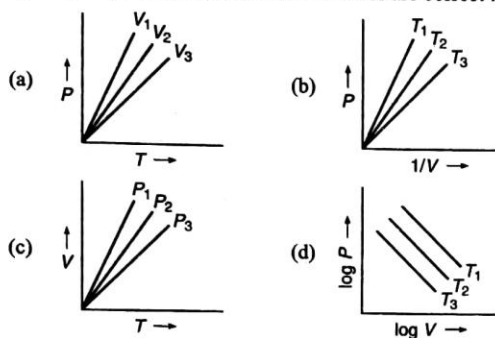 (a) P ↑ V₁ V₂ V₃ T →
(b) P ↑ T₁ T₂ T₃ 1/V →
(c) V ↑ P₁ P₂ P₃ T →
(d) log P ↑ T₁ T₂ T₃ log V →